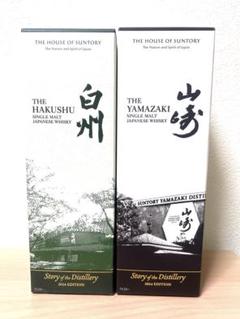 THE HOUSE OF SUNTORY
The Nature and Spirit of Japan
THE
HAKUSHU
SINGLE MALT
JAPANESE WHISKY
白州
Story of the Distillery
2024 EDITION
THE HOUSE OF SUNTORY
The Nature and Spirit of Japan
THE
YAMAZAKI
SINGLE MALT
JAPANESE WHISKY
山崎
SUNTORY YAMAZAKI DISTI
山崎
Story of the Distillery
2024 EDITION